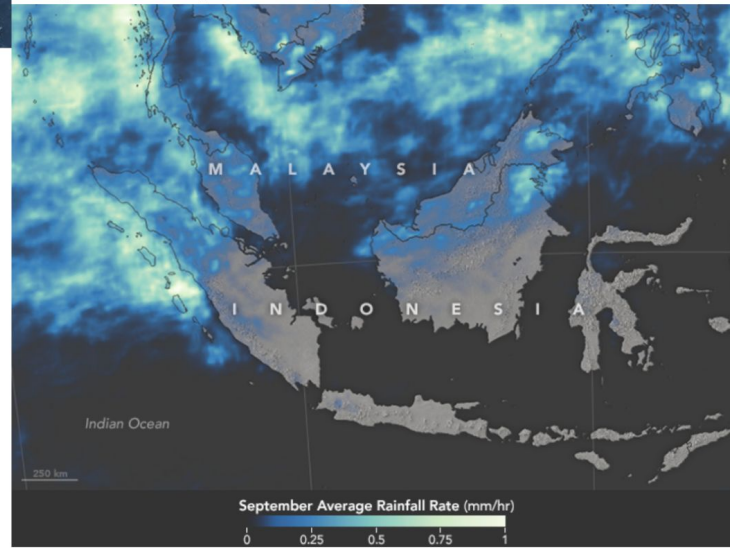 MALAYSIA
INDONESIA
Indian Ocean
250 km
September Average Rainfall Rate (mm/hr)
0 0.25 0.5 0.75 1